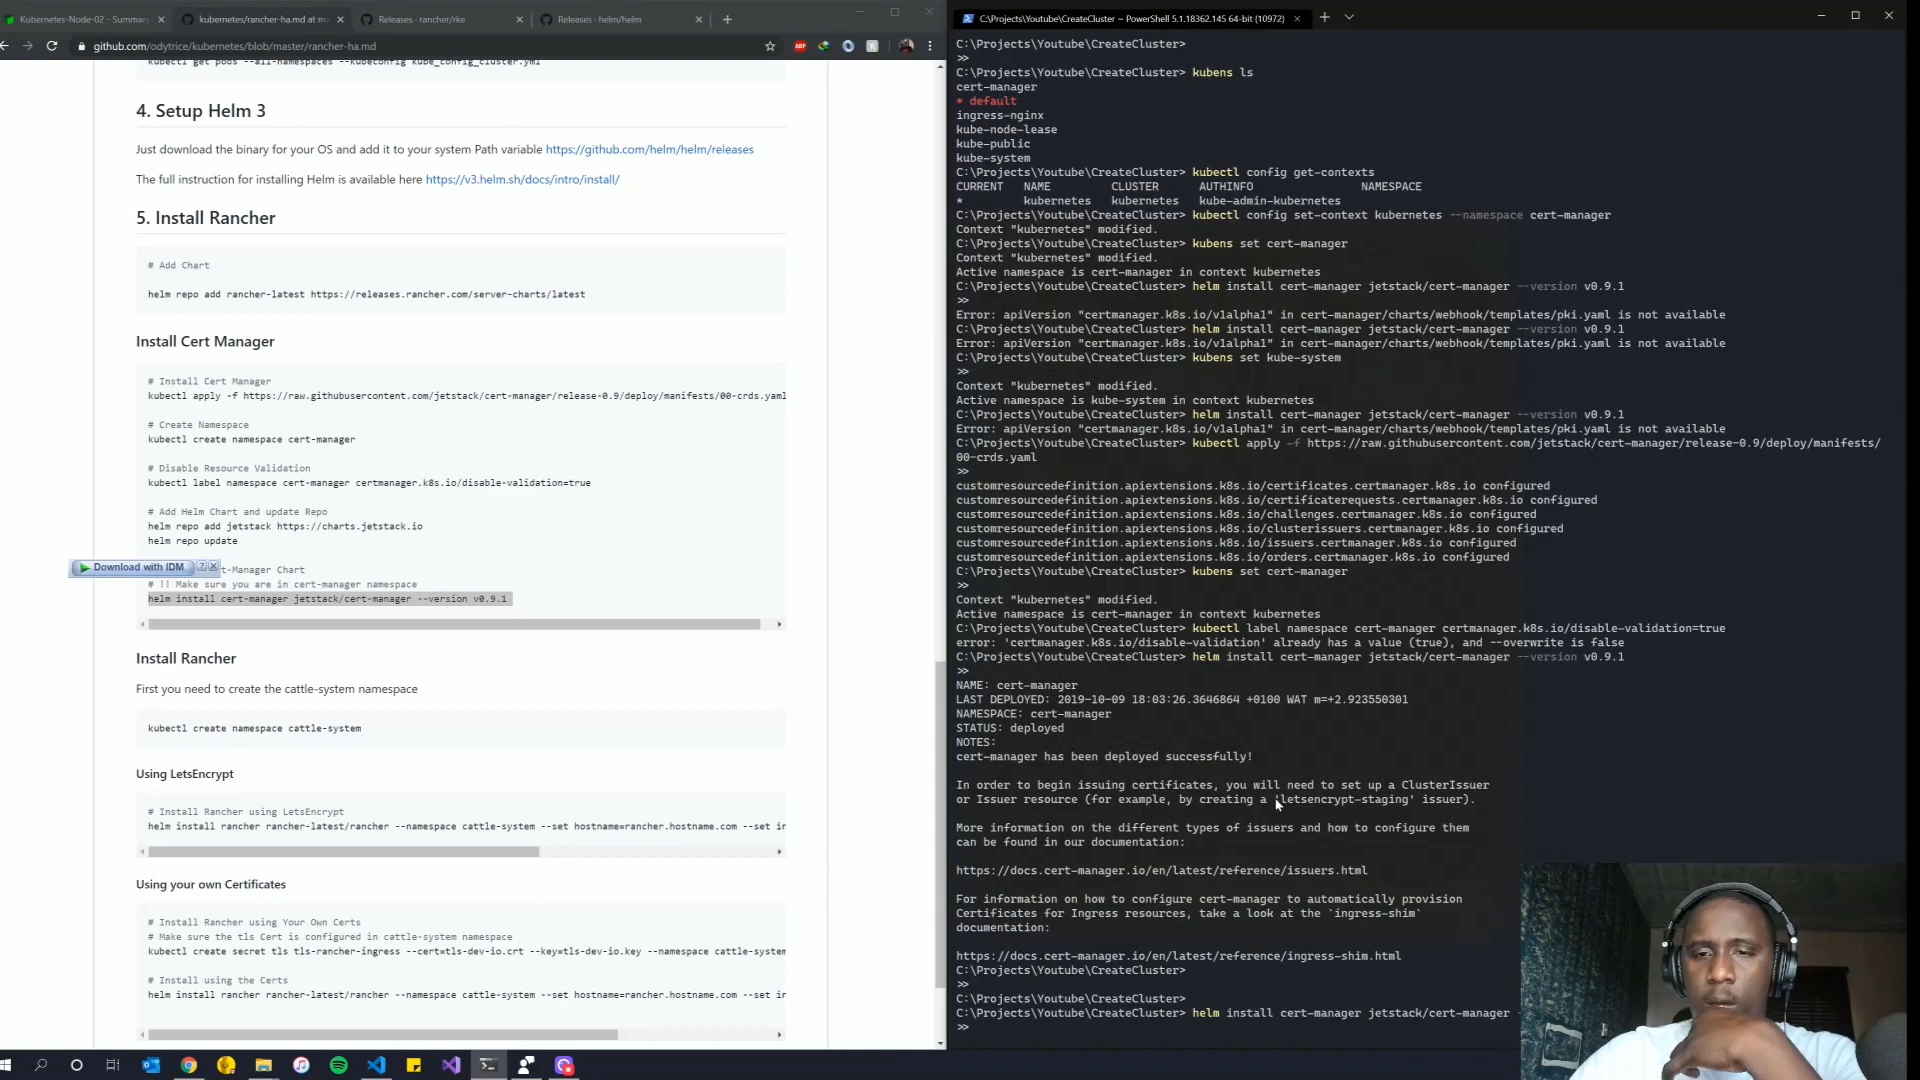 Kubernetes-Node-02 - Summary
kubernetes/rancher-ha.md at ma
Releases · rancher/rke
Releases · helm/helm
github.com/odytrice/kubernetes/blob/master/rancher-ha.md
ABP
kubectl get pods --all-namespaces --kubeconfig kube_config_cluster.yml
4. Setup Helm 3
Just download the binary for your OS and add it to your system Path variable https://github.com/helm/helm/releases
The full instruction for installing Helm is available here https://v3.helm.sh/docs/intro/install/
5. Install Rancher
# Add Chart
helm repo add rancher-latest https://releases.rancher.com/server-charts/latest
Install Cert Manager
# Install Cert Manager
kubectl apply -f https://raw.githubusercontent.com/jetstack/cert-manager/release-0.9/deploy/manifests/00-crds.yaml
# Create Namespace
kubectl create namespace cert-manager
# Disable Resource Validation
kubectl label namespace cert-manager certmanager.k8s.io/disable-validation=true
# Add Helm Chart and update Repo
helm repo add jetstack https://charts.jetstack.io
helm repo update
Download with IDM
?
t-Manager Chart
# !! Make sure you are in cert-manager namespace
helm install cert-manager jetstack/cert-manager --version v0.9.1
Install Rancher
First you need to create the cattle-system namespace
kubectl create namespace cattle-system
Using LetsEncrypt
# Install Rancher using LetsEncrypt
helm install rancher rancher-latest/rancher --namespace cattle-system --set hostname=rancher.hostname.com --set in
Using your own Certificates
# Install Rancher using Your Own Certs
# Make sure the tls Cert is configured in cattle-system namespace
kubectl create secret tls tls-rancher-ingress --cert=tls-dev-io.crt --key=tls-dev-io.key --namespace cattle-system
# Install using the Certs
helm install rancher rancher-latest/rancher --namespace cattle-system --set hostname=rancher.hostname.com --set in
C:\Projects\Youtube\CreateCluster ~ PowerShell 5.1.18362.145 64-bit (10972)
C:\Projects\Youtube\CreateCluster>
>>
C:\Projects\Youtube\CreateCluster> kubens ls
cert-manager
* default
ingress-nginx
kube-node-lease
kube-public
kube-system
C:\Projects\Youtube\CreateCluster> kubectl config get-contexts
CURRENT NAME CLUSTER AUTHINFO NAMESPACE
* kubernetes kubernetes kube-admin-kubernetes
C:\Projects\Youtube\CreateCluster> kubectl config set-context kubernetes --namespace cert-manager
Context "kubernetes" modified.
C:\Projects\Youtube\CreateCluster> kubens set cert-manager
Context "kubernetes" modified.
Active namespace is cert-manager in context kubernetes
C:\Projects\Youtube\CreateCluster> helm install cert-manager jetstack/cert-manager --version v0.9.1
>>
Error: apiVersion "certmanager.k8s.io/v1alpha1" in cert-manager/charts/webhook/templates/pki.yaml is not available
C:\Projects\Youtube\CreateCluster> helm install cert-manager jetstack/cert-manager --version v0.9.1
Error: apiVersion "certmanager.k8s.io/v1alpha1" in cert-manager/charts/webhook/templates/pki.yaml is not available
C:\Projects\Youtube\CreateCluster> kubens set kube-system
>>
Context "kubernetes" modified.
Active namespace is kube-system in context kubernetes
C:\Projects\Youtube\CreateCluster> helm install cert-manager jetstack/cert-manager --version v0.9.1
Error: apiVersion "certmanager.k8s.io/v1alpha1" in cert-manager/charts/webhook/templates/pki.yaml is not available
C:\Projects\Youtube\CreateCluster> kubectl apply -f https://raw.githubusercontent.com/jetstack/cert-manager/release-0.9/deploy/manifests/
00-crds.yaml
>>
customresourcedefinition.apiextensions.k8s.io/certificates.certmanager.k8s.io configured
customresourcedefinition.apiextensions.k8s.io/certificaterequests.certmanager.k8s.io configured
customresourcedefinition.apiextensions.k8s.io/challenges.certmanager.k8s.io configured
customresourcedefinition.apiextensions.k8s.io/clusterissuers.certmanager.k8s.io configured
customresourcedefinition.apiextensions.k8s.io/issuers.certmanager.k8s.io configured
customresourcedefinition.apiextensions.k8s.io/orders.certmanager.k8s.io configured
C:\Projects\Youtube\CreateCluster> kubens set cert-manager
>>
Context "kubernetes" modified.
Active namespace is cert-manager in context kubernetes
C:\Projects\Youtube\CreateCluster> kubectl label namespace cert-manager certmanager.k8s.io/disable-validation=true
error: 'certmanager.k8s.io/disable-validation' already has a value (true), and --overwrite is false
C:\Projects\Youtube\CreateCluster> helm install cert-manager jetstack/cert-manager --version v0.9.1
>>
NAME: cert-manager
LAST DEPLOYED: 2019-10-09 18:03:26.3646864 +0100 WAT m=+2.923550301
NAMESPACE: cert-manager
STATUS: deployed
NOTES:
cert-manager has been deployed successfully!
In order to begin issuing certificates, you will need to set up a ClusterIssuer
or Issuer resource (for example, by creating a 'letsencrypt-staging' issuer).
More information on the different types of issuers and how to configure them
can be found in our documentation:
https://docs.cert-manager.io/en/latest/reference/issuers.html
For information on how to configure cert-manager to automatically provision
Certificates for Ingress resources, take a look at the `ingress-shim`
documentation:
https://docs.cert-manager.io/en/latest/reference/ingress-shim.html
C:\Projects\Youtube\CreateCluster>
>>
C:\Projects\Youtube\CreateCluster>
C:\Projects\Youtube\CreateCluster> helm install cert-manager jetstack/cert-manager -
>>